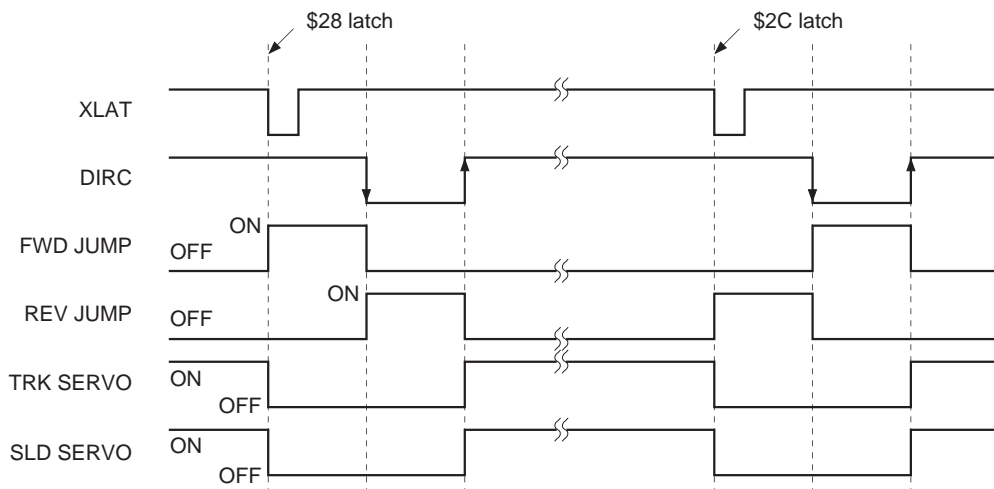 $28 latch
$2C latch
XLAT
DIRC
FWD JUMP
ON
OFF
REV JUMP
OFF
ON
TRK SERVO
ON
OFF
SLD SERVO
ON
OFF